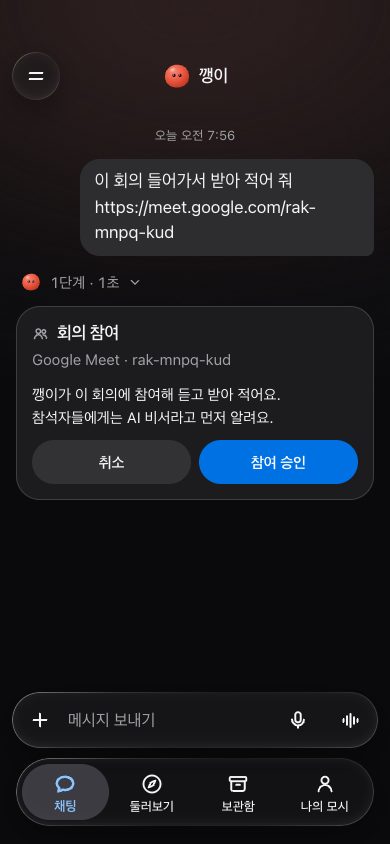 깽이
오늘 오전 7:56
이 회의 들어가서 받아 적어 줘
https://meet.google.com/rak-
mnpq-kud
1단계 · 1초
회의 참여
Google Meet · rak-mnpq-kud
깽이가 이 회의에 참여해 듣고 받아 적어요.
참석자들에게는 AI 비서라고 먼저 알려요.
취소
참여 승인
메시지 보내기
채팅
둘러보기
보관함
나의 모시